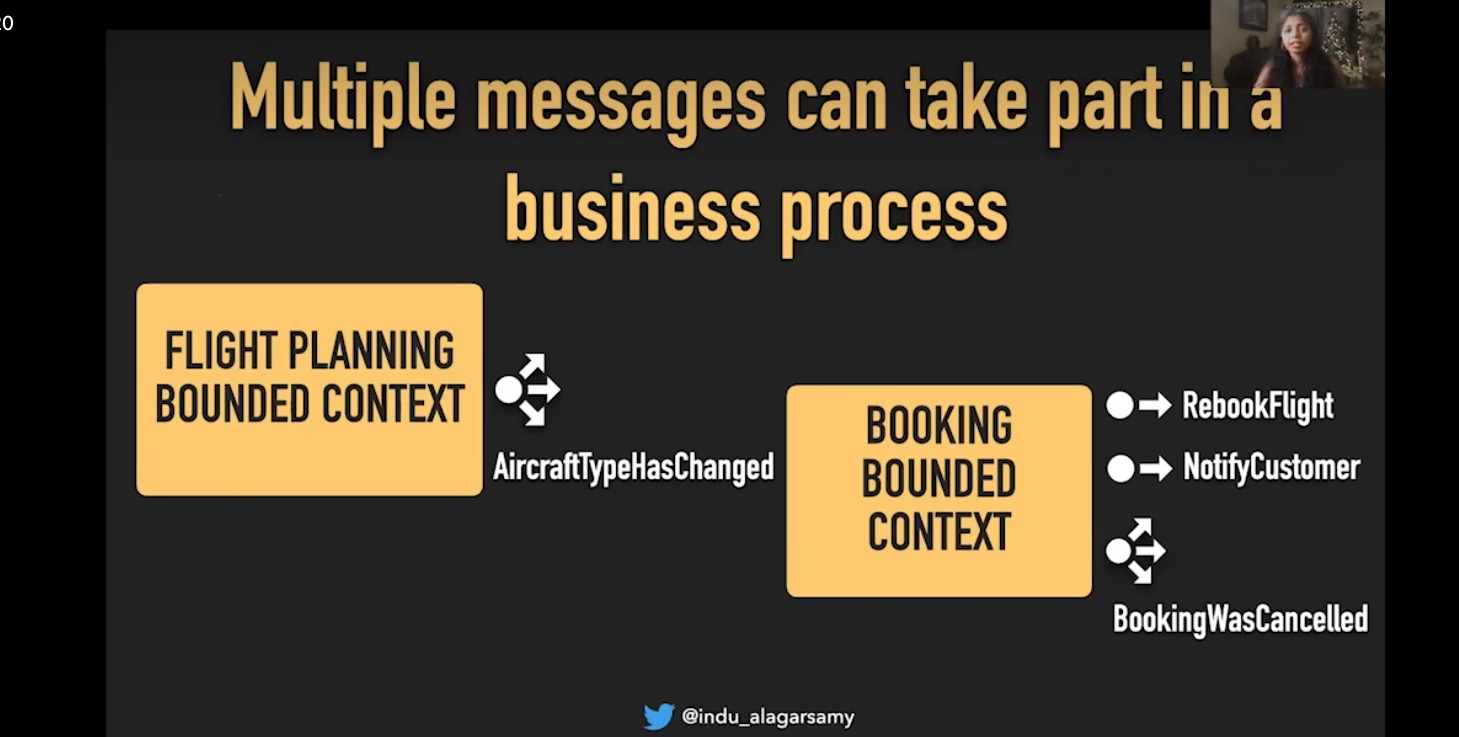 20
Multiple messages can take part in a
business process
FLIGHT PLANNING
BOUNDED CONTEXT
AircraftTypeHasChanged
BOOKING
BOUNDED
CONTEXT
RebookFlight
NotifyCustomer
BookingWasCancelled
@indu_alagarsamy